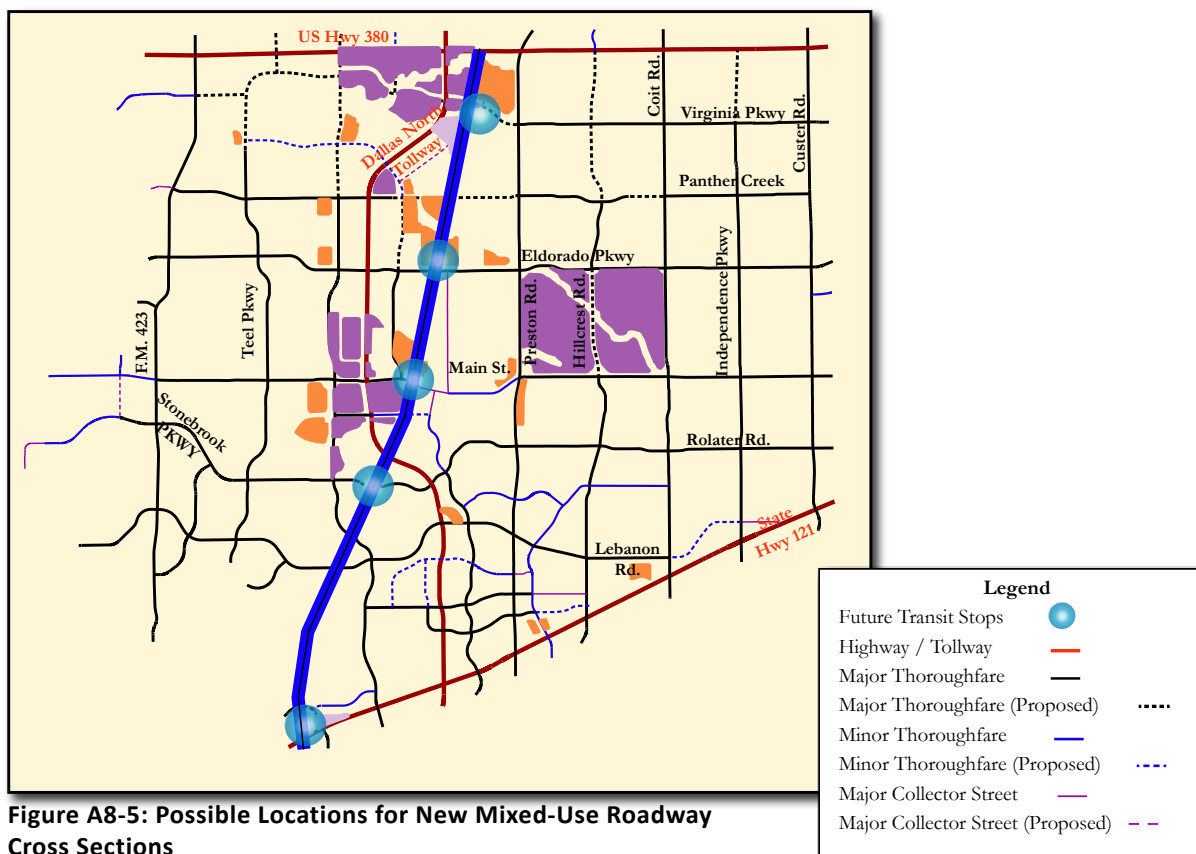 US Hwy 380
Coit Rd.
Custer Rd.
Virginia Pkwy
Dallas North
Tollway
Panther Creek
Eldorado Pkwy
Independence Pkwy
Preston Rd.
Hillcrest Rd.
F.M. 423
Teel Pkwy
Main St.
Stonebrook
PKWY
Rolater Rd.
State
Hwy 121
Lebanon
Rd.
Legend
Future Transit Stops
Highway / Tollway
Major Thoroughfare
Major Thoroughfare (Proposed)
Minor Thoroughfare
Minor Thoroughfare (Proposed)
Major Collector Street
Major Collector Street (Proposed)
Figure A8-5: Possible Locations for New Mixed-Use Roadway
Cross Sections